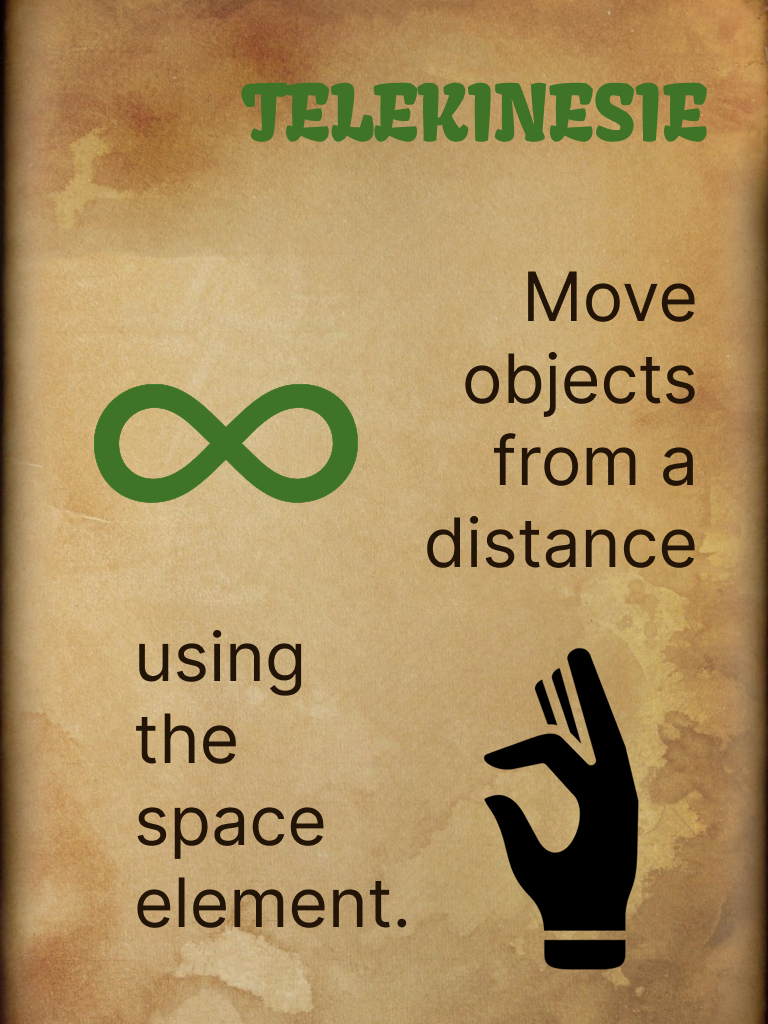 TELEKINESIE
Move
objects
from a
distance
using
the
space
element.